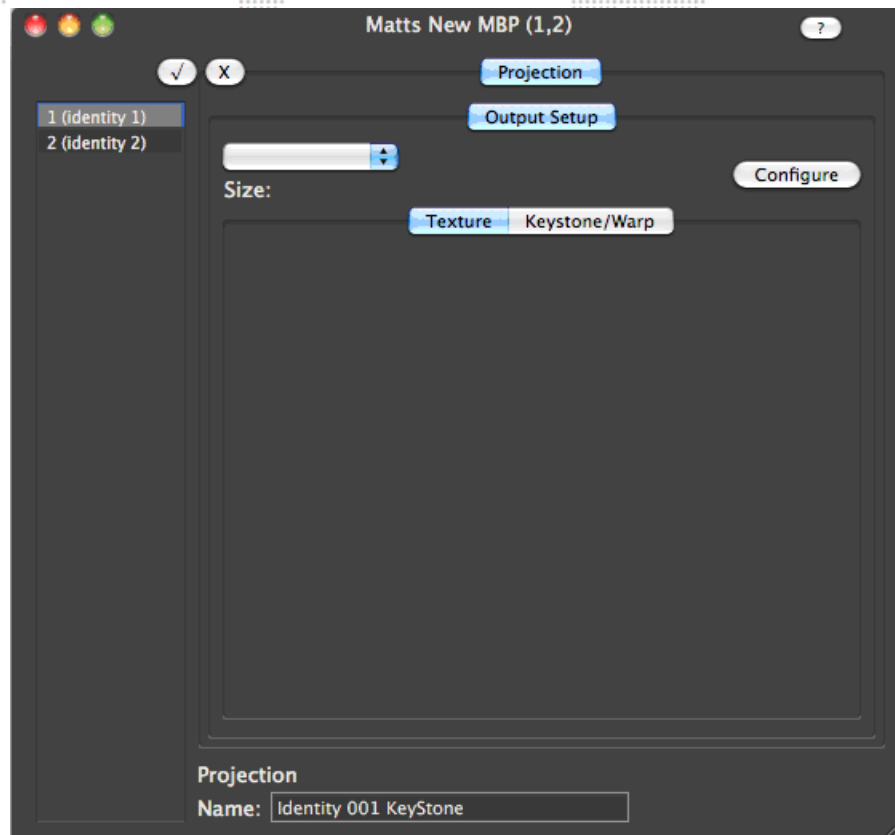 Matts New MBP (1,2)
?
√ X Projection
1 (identity 1)
2 (identity 2)
Output Setup
Configure
Size:
Texture Keystone/Warp
Projection
Name: Identity 001 KeyStone